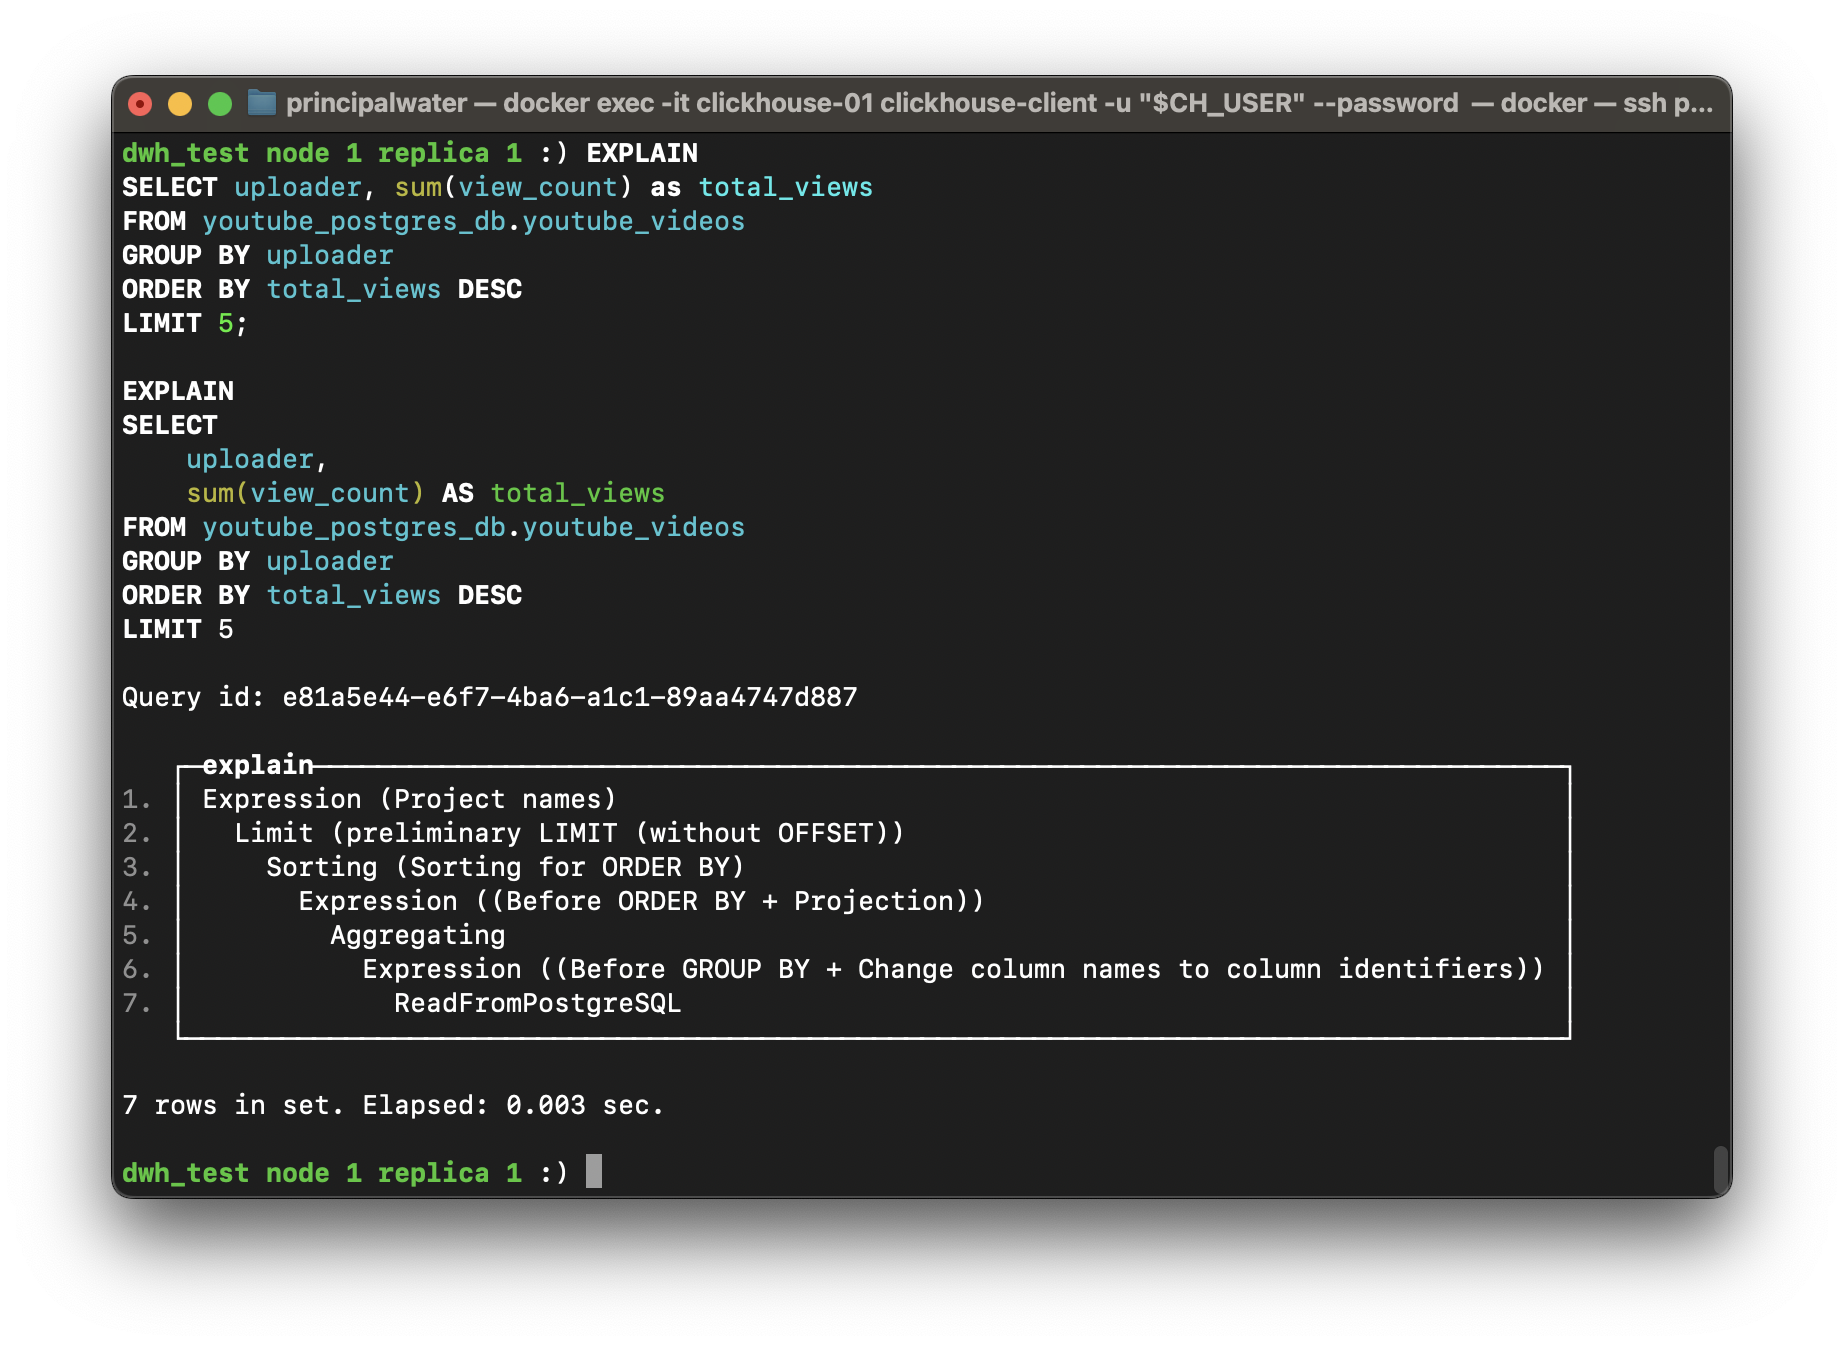 principalwater — docker exec -it clickhouse-01 clickhouse-client -u "$CH_USER" --password — docker — ssh p...
dwh_test node 1 replica 1 :) EXPLAIN
SELECT uploader, sum(view_count) as total_views
FROM youtube_postgres_db.youtube_videos
GROUP BY uploader
ORDER BY total_views DESC
LIMIT 5;
EXPLAIN
SELECT
    uploader,
    sum(view_count) AS total_views
FROM youtube_postgres_db.youtube_videos
GROUP BY uploader
ORDER BY total_views DESC
LIMIT 5
Query id: e81a5e44-e6f7-4ba6-a1c1-89aa4747d887
explain
1. Expression (Project names)
2.   Limit (preliminary LIMIT (without OFFSET))
3.     Sorting (Sorting for ORDER BY)
4.       Expression ((Before ORDER BY + Projection))
5.         Aggregating
6.           Expression ((Before GROUP BY + Change column names to column identifiers))
7.             ReadFromPostgreSQL
7 rows in set. Elapsed: 0.003 sec.
dwh_test node 1 replica 1 :)